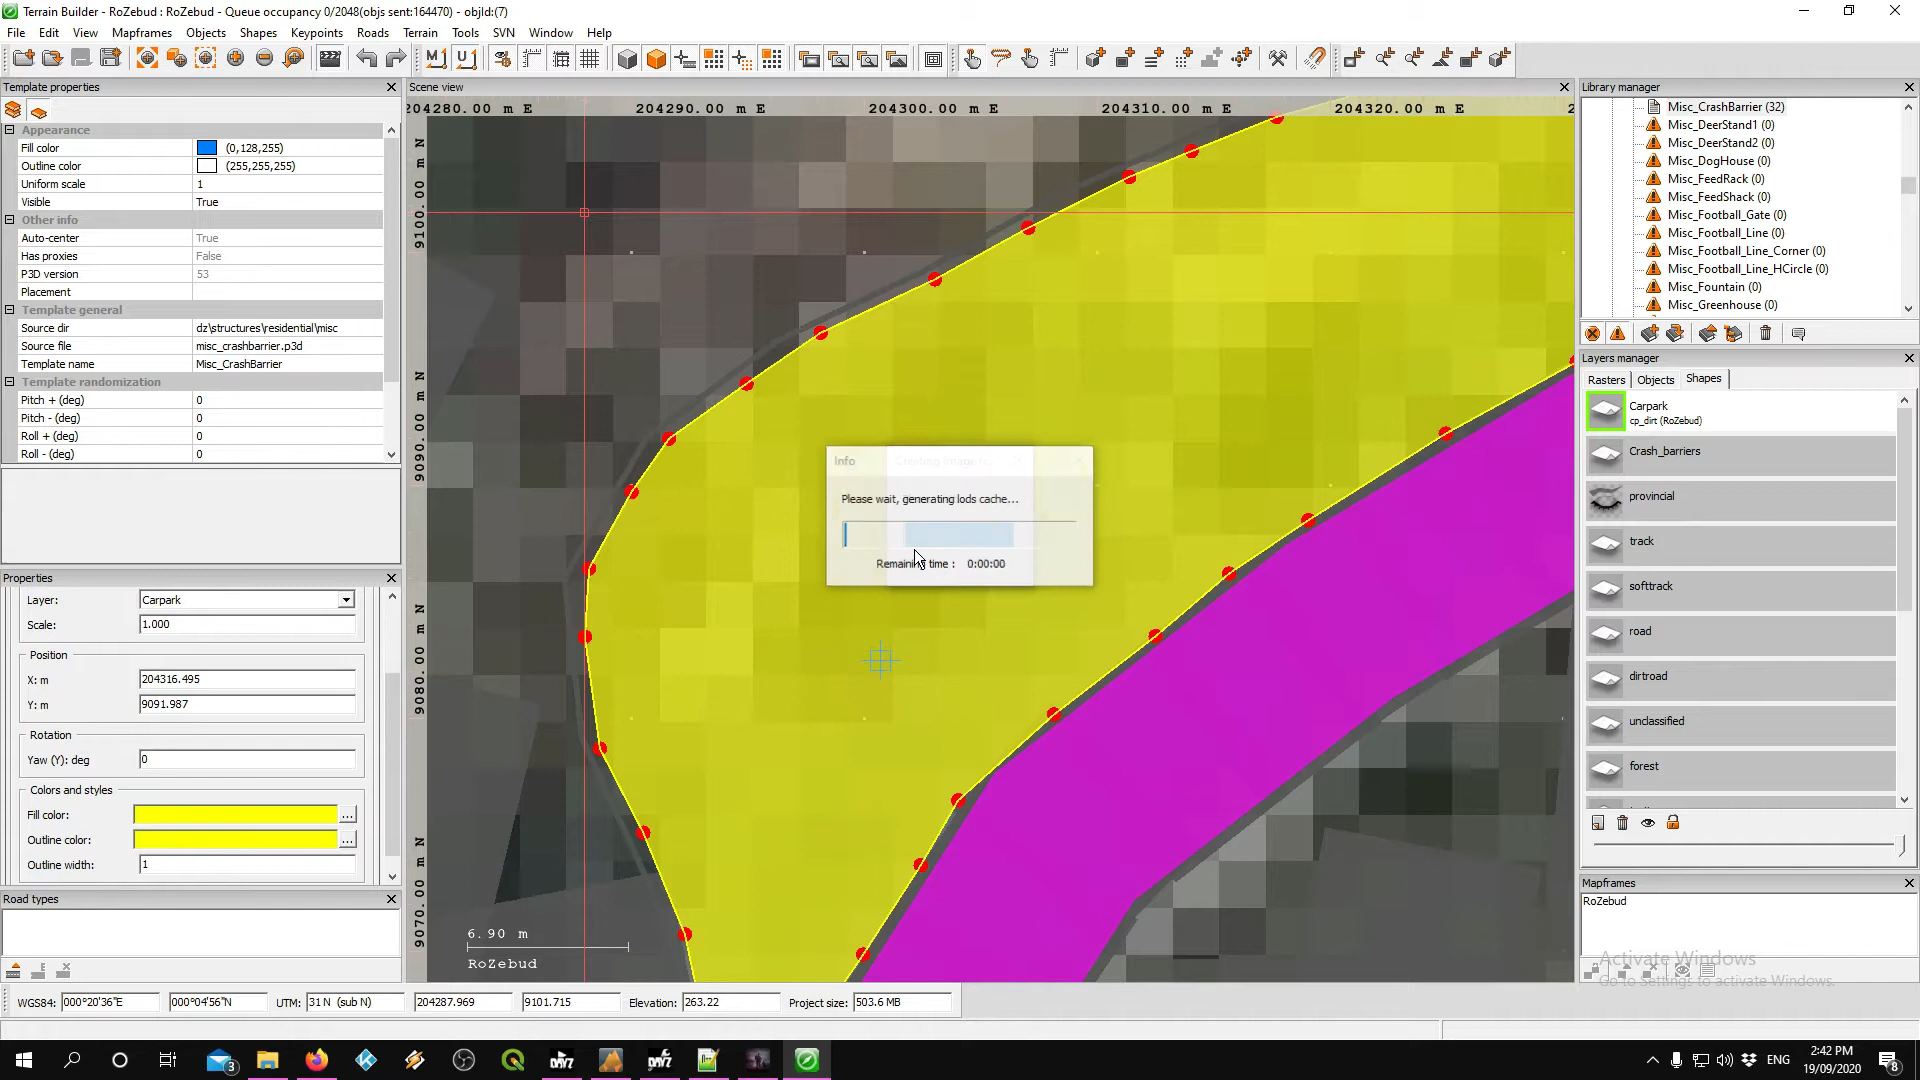 Terrain Builder - RoZebud : RoZebud - Queue occupancy 0/2048(objs sent:164470) - objId:(7)
File Edit View Mapframes Objects Shapes Keypoints Roads Terrain Tools SVN Window Help
Template properties
Appearance
Fill color (0,128,255)
Outline color (255,255,255)
Uniform scale 1
Visible True
Other info
Auto-center True
Has proxies False
P3D version 53
Placement
Template general
Source dir dz\structures\residential\misc
Source file misc_crashbarrier.p3d
Template name Misc_CrashBarrier
Template randomization
Pitch + (deg) 0
Pitch - (deg) 0
Roll + (deg) 0
Roll - (deg) 0
Properties
Layer: Carpark
Scale: 1.000
Position
X: m 204316.495
Y: m 9091.987
Rotation
Yaw (Y): deg 0
Colors and styles
Fill color: ...
Outline color: ...
Outline width: 1
Road types
Scene view
204280.00 m E 204290.00 m E 204300.00 m E 204310.00 m E 204320.00 m E
9100.00 m N
9090.00 m N
9080.00 m N
9070.00 m N
Info
Please wait, generating lods cache...
Remaining time : 0:00:00
6.90 m
RoZebud
Library manager
Misc_CrashBarrier (32)
Misc_DeerStand1 (0)
Misc_DeerStand2 (0)
Misc_DogHouse (0)
Misc_FeedRack (0)
Misc_FeedShack (0)
Misc_Football_Gate (0)
Misc_Football_Line (0)
Misc_Football_Line_Corner (0)
Misc_Football_Line_HCircle (0)
Misc_Fountain (0)
Misc_Greenhouse (0)
Layers manager
Rasters Objects Shapes
Carpark
cp_dirt (RoZebud)
Crash_barriers
provincial
track
softtrack
road
dirtroad
unclassified
forest
Mapframes
RoZebud
Activate Windows
Go to Settings to activate Windows.
WGS84: 000°20'36"E 000°04'56"N UTM: 31 N (sub N) 204287.969 9101.715 Elevation: 263.22 Project size: 503.6 MB
3
ENG
2:42 PM
19/09/2020
8